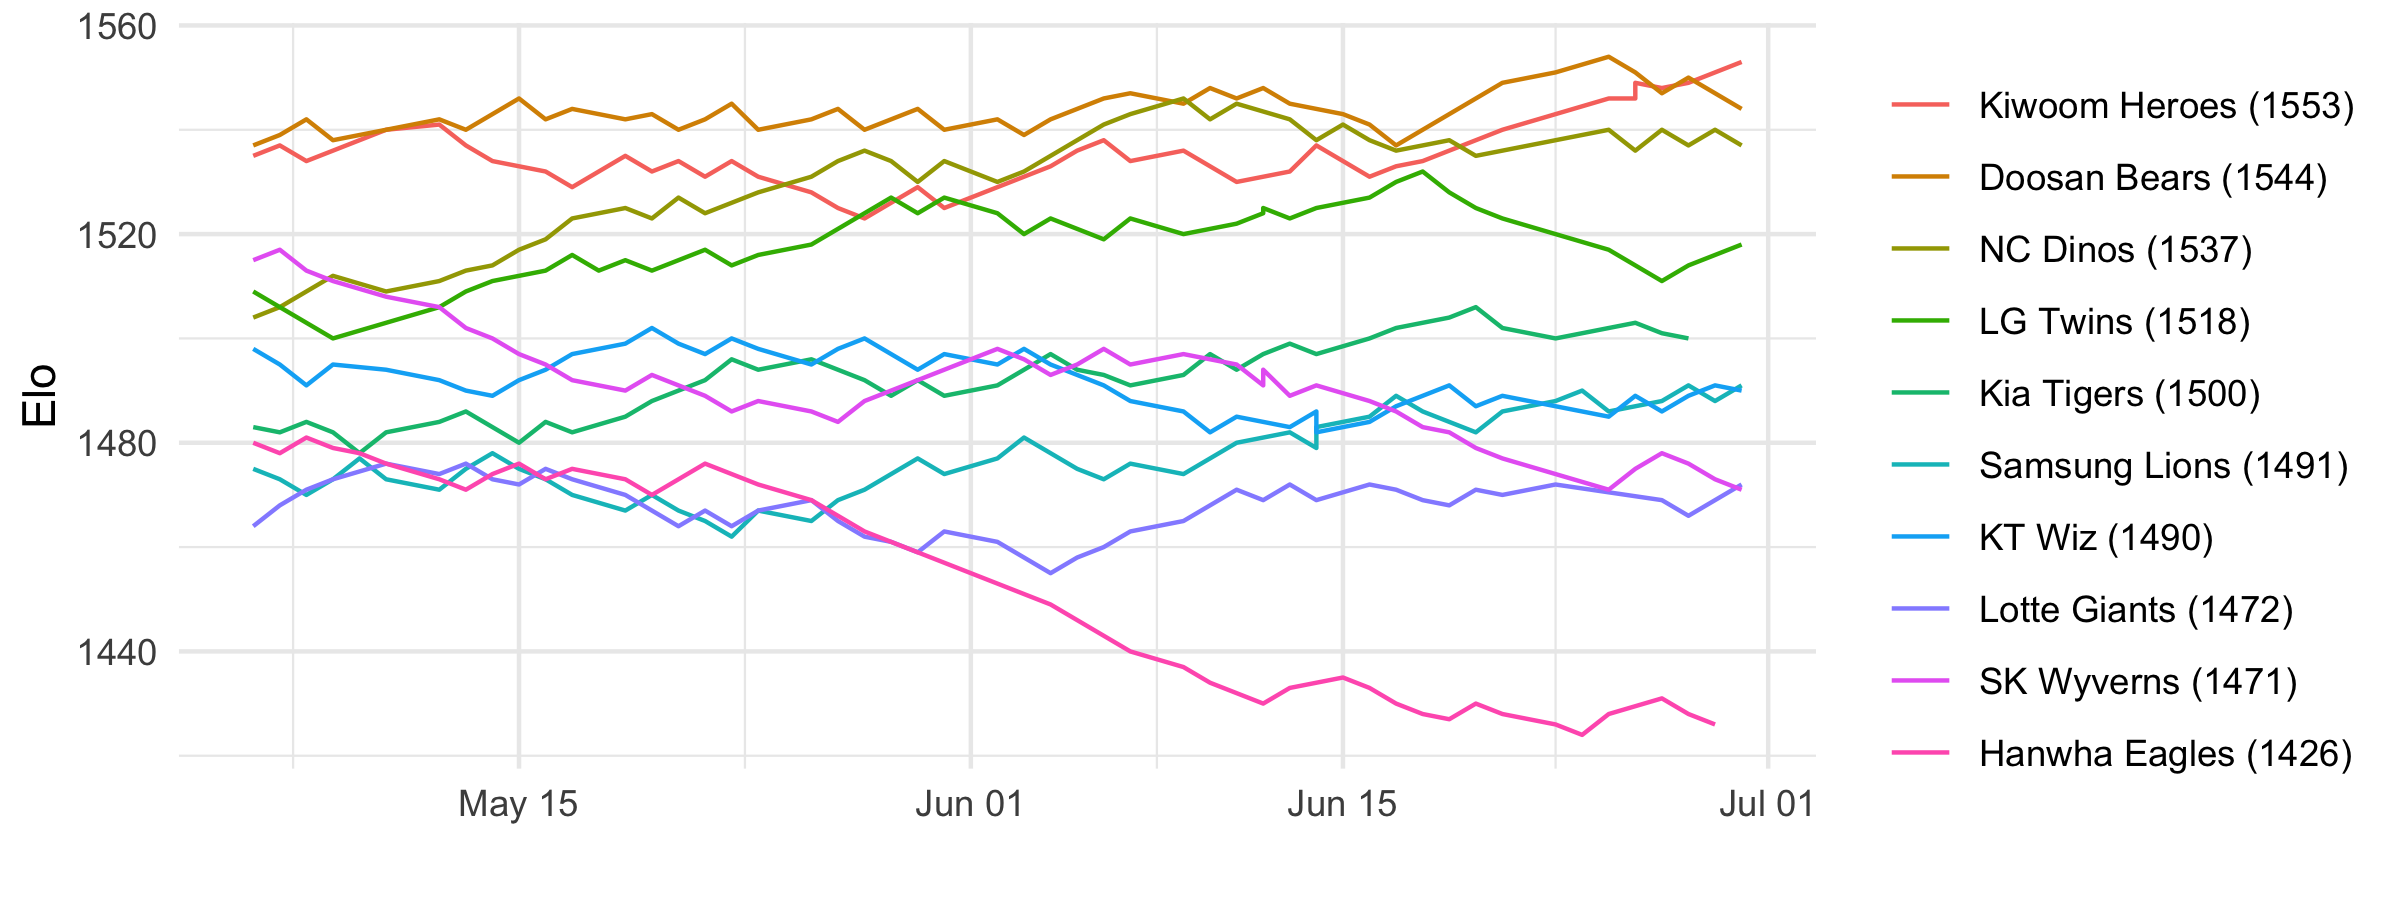 1560
1520
1480
1440
Elo
May 15
Jun 01
Jun 15
Jul 01
Kiwoom Heroes (1553)
Doosan Bears (1544)
NC Dinos (1537)
LG Twins (1518)
Kia Tigers (1500)
Samsung Lions (1491)
KT Wiz (1490)
Lotte Giants (1472)
SK Wyverns (1471)
Hanwha Eagles (1426)